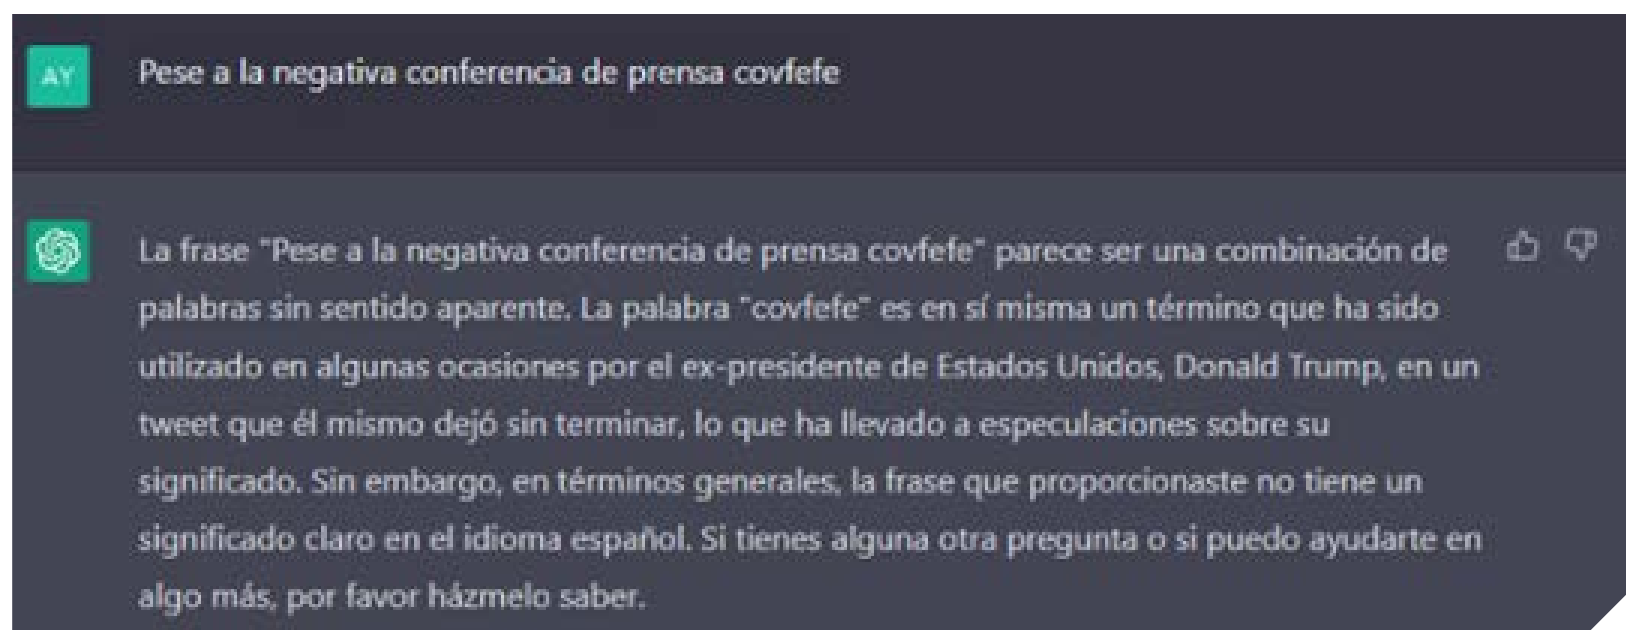 AY
Pese a la negativa conferencia de prensa covfefe
La frase "Pese a la negativa conferencia de prensa covfefe" parece ser una combinación de
palabras sin sentido aparente. La palabra "covfefe" es en sí misma un término que ha sido
utilizado en algunas ocasiones por el ex-presidente de Estados Unidos, Donald Trump, en un
tweet que él mismo dejó sin terminar, lo que ha llevado a especulaciones sobre su
significado. Sin embargo, en términos generales, la frase que proporcionaste no tiene un
significado claro en el idioma español. Si tienes alguna otra pregunta o si puedo ayudarte en
algo más, por favor házmelo saber.